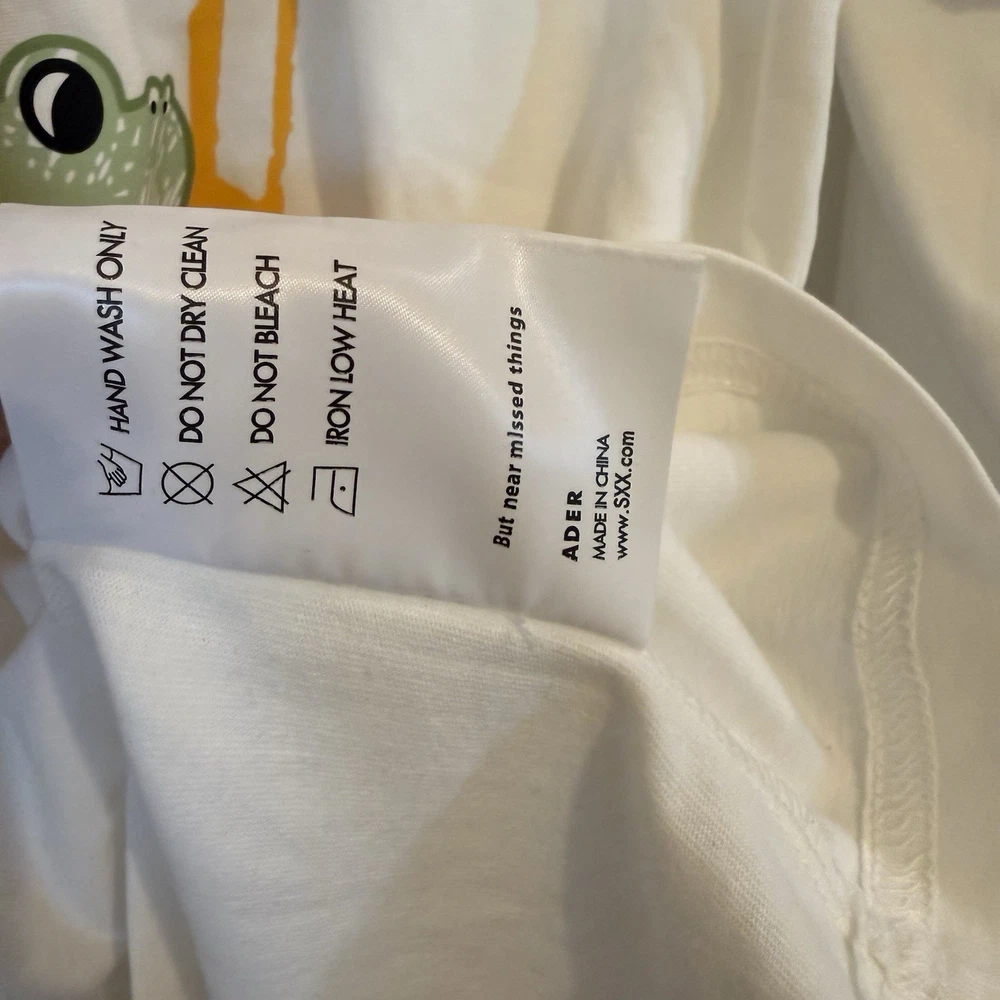 HAND WASH ONLY
DO NOT DRY CLEAN
DO NOT BLEACH
IRON LOW HEAT
But near missed things
ADER
MADE IN CHINA
www.SXX.com